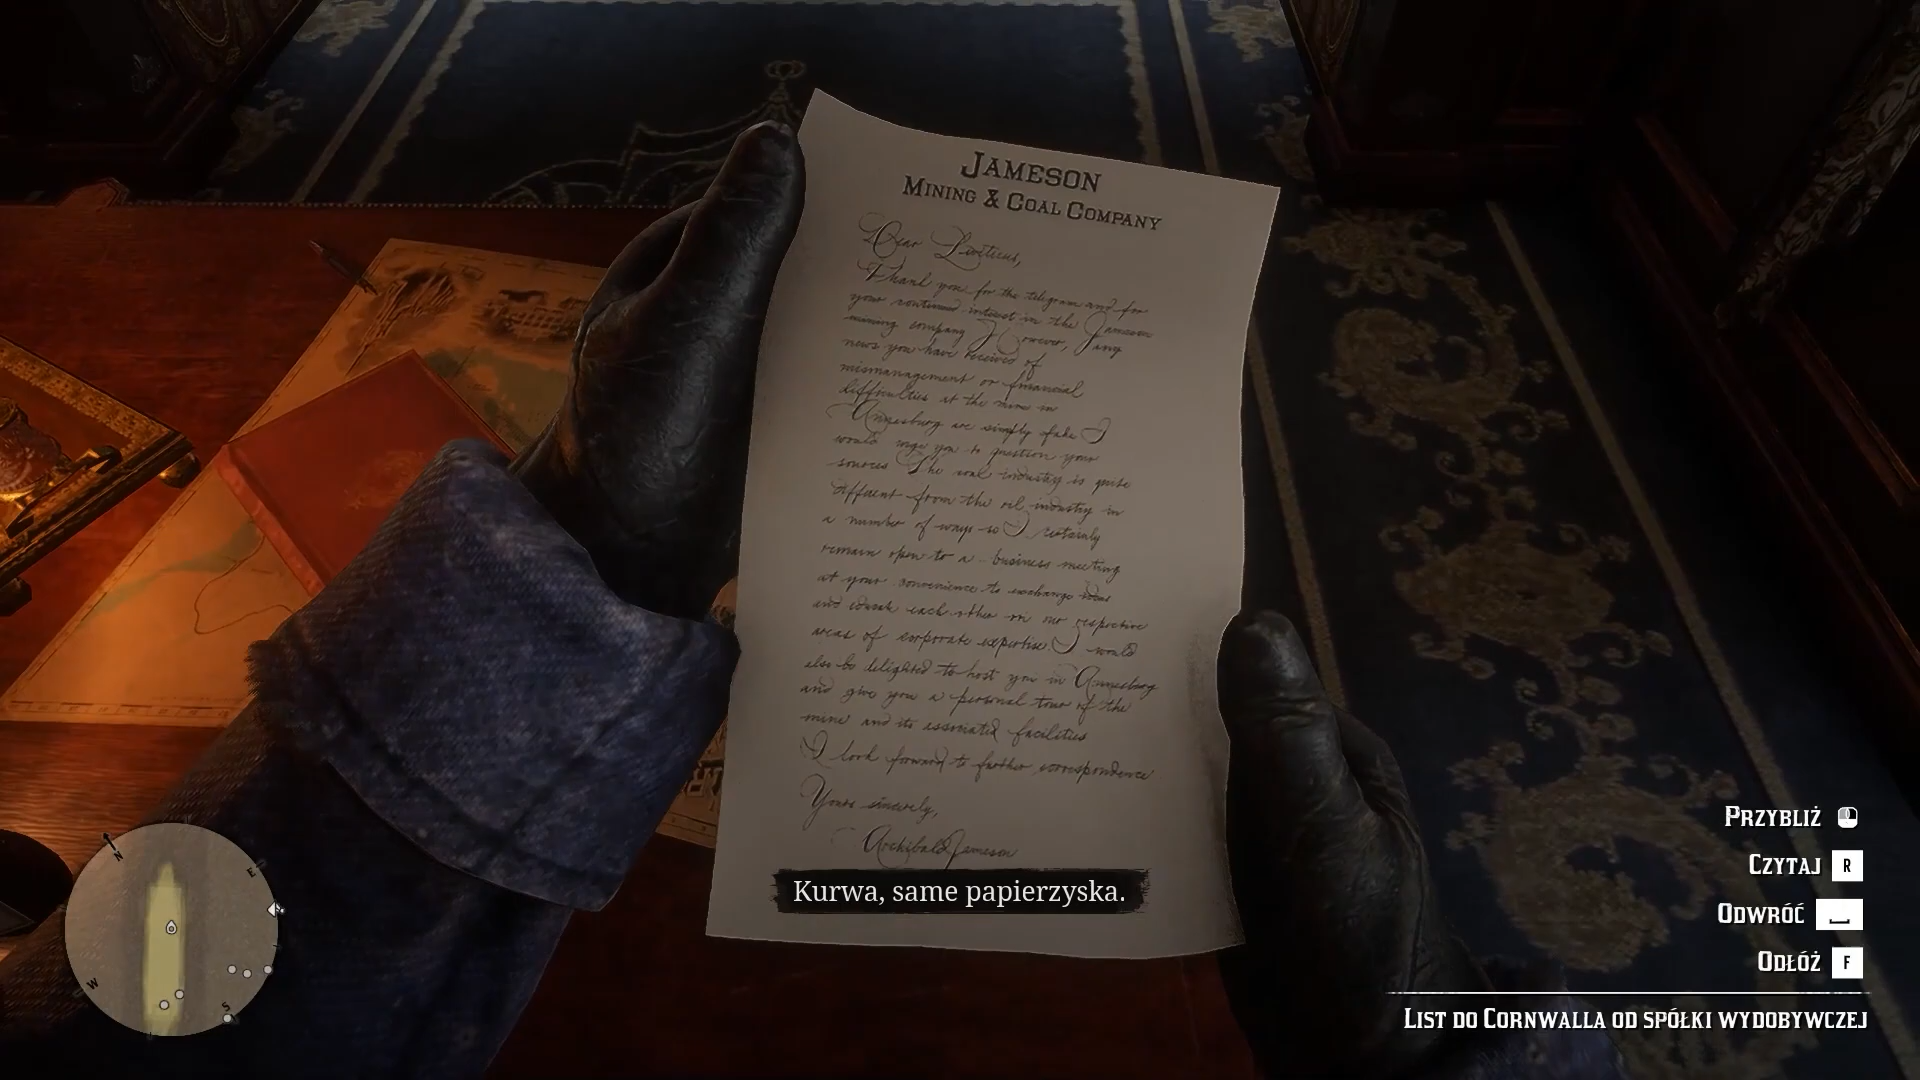 JAMESON
MINING & COAL COMPANY
Dear Leviticus,
Thank you for the telegram and for
your continued interest in the Jameson
mining company However, any
news you have received of
mismanagement or financial
difficulties at the mine in
Annesburg are simply fake I
would urge you to question your
sources The coal industry is quite
different from the oil industry in
a number of ways so I certainly
remain open to a business meeting
at your convenience to exchange ideas
and educate each other in our respective
areas of corporate expertise. I would
also be delighted to host you in Annesburg
and give you a personal tour of the
mine and its associated facilities
I look forward to further correspondence
Yours sincerely,
Archibald Jameson
Kurwa, same papierzyska.
PRZYBLIŻ
CZYTAJ R
ODWRÓĆ
ODŁÓŻ F
LIST DO CORNWALLA OD SPÓŁKI WYDOBYWCZEJ
N
E
W
S